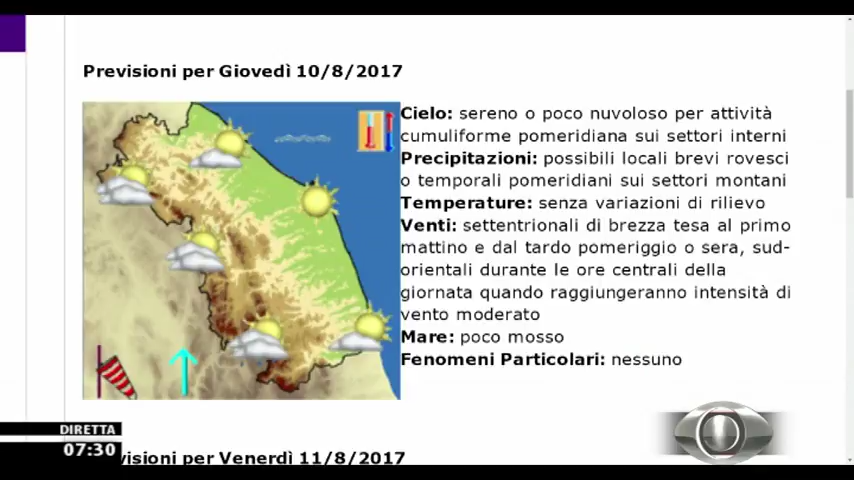 Previsioni per Giovedì 10/8/2017
Cielo: sereno o poco nuvoloso per attività
cumuliforme pomeridiana sui settori interni
Precipitazioni: possibili locali brevi rovesci
o temporali pomeridiani sui settori montani
Temperature: senza variazioni di rilievo
Venti: settentrionali di brezza tesa al primo
mattino e dal tardo pomeriggio o sera, sud-
orientali durante le ore centrali della
giornata quando raggiungeranno intensità di
vento moderato
Mare: poco mosso
Fenomeni Particolari: nessuno
DIRETTA
07:30
visioni per Venerdì 11/8/2017